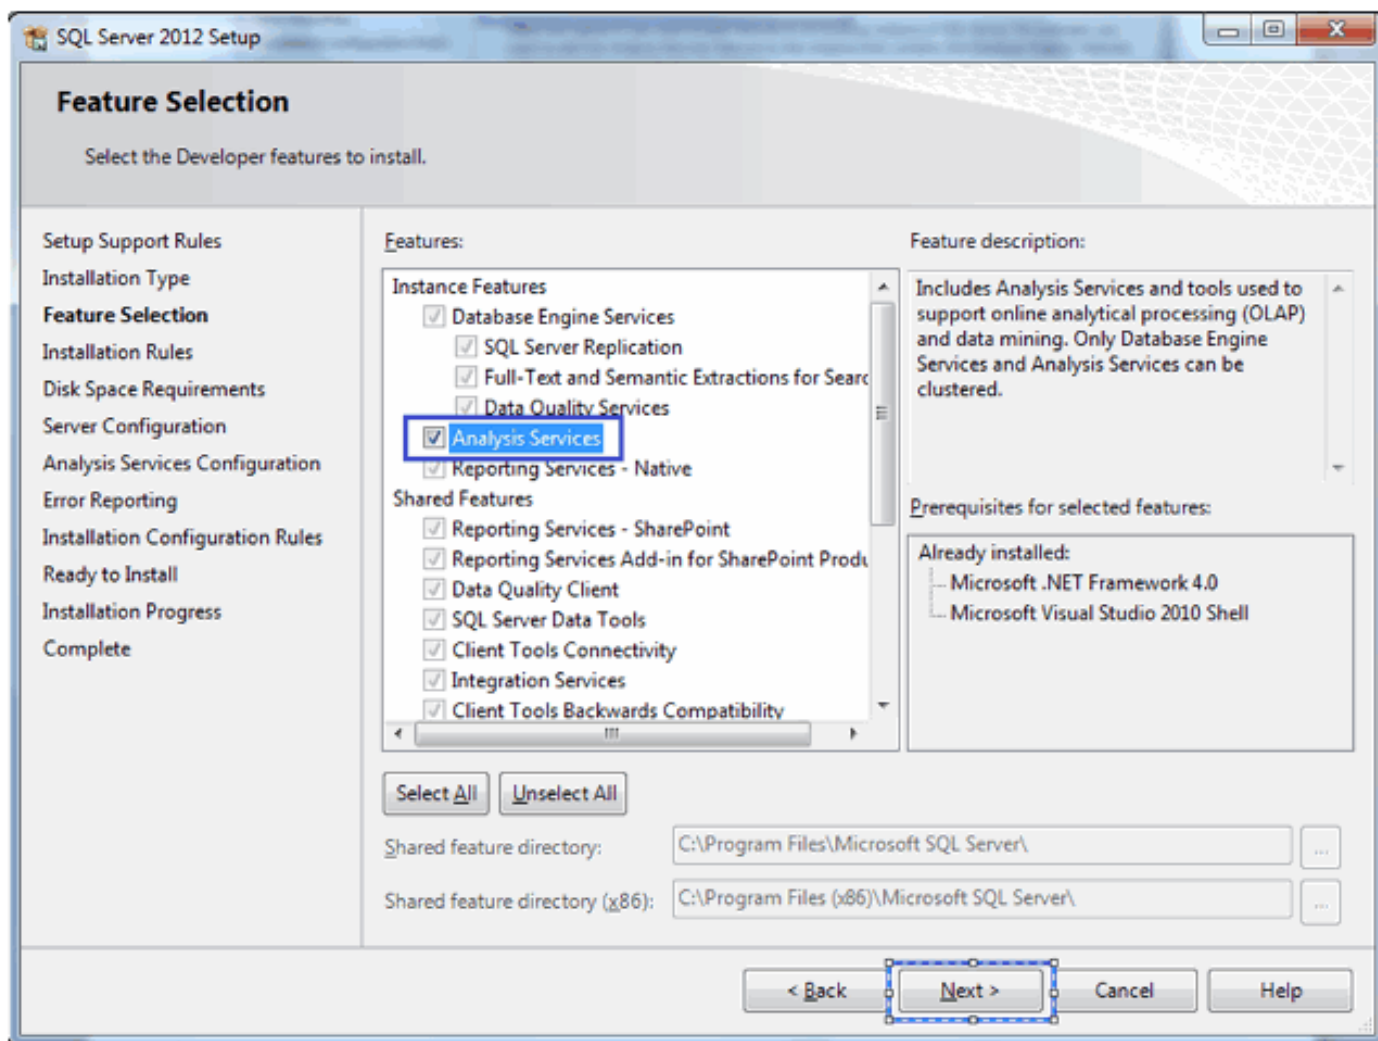 SQL Server 2012 Setup
Feature Selection
Select the Developer features to install.
Setup Support Rules
Installation Type
Feature Selection
Installation Rules
Disk Space Requirements
Server Configuration
Analysis Services Configuration
Error Reporting
Installation Configuration Rules
Ready to Install
Installation Progress
Complete
Features:
Instance Features
Database Engine Services
SQL Server Replication
Full-Text and Semantic Extractions for Searc
Data Quality Services
Analysis Services
Reporting Services - Native
Shared Features
Reporting Services - SharePoint
Reporting Services Add-in for SharePoint Produ
Data Quality Client
SQL Server Data Tools
Client Tools Connectivity
Integration Services
Client Tools Backwards Compatibility
Feature description:
Includes Analysis Services and tools used to
support online analytical processing (OLAP)
and data mining. Only Database Engine
Services and Analysis Services can be
clustered.
Prerequisites for selected features:
Already installed:
Microsoft .NET Framework 4.0
Microsoft Visual Studio 2010 Shell
Select All
Unselect All
Shared feature directory:
C:\Program Files\Microsoft SQL Server\
...
Shared feature directory (x86):
C:\Program Files (x86)\Microsoft SQL Server\
...
< Back
Next >
Cancel
Help